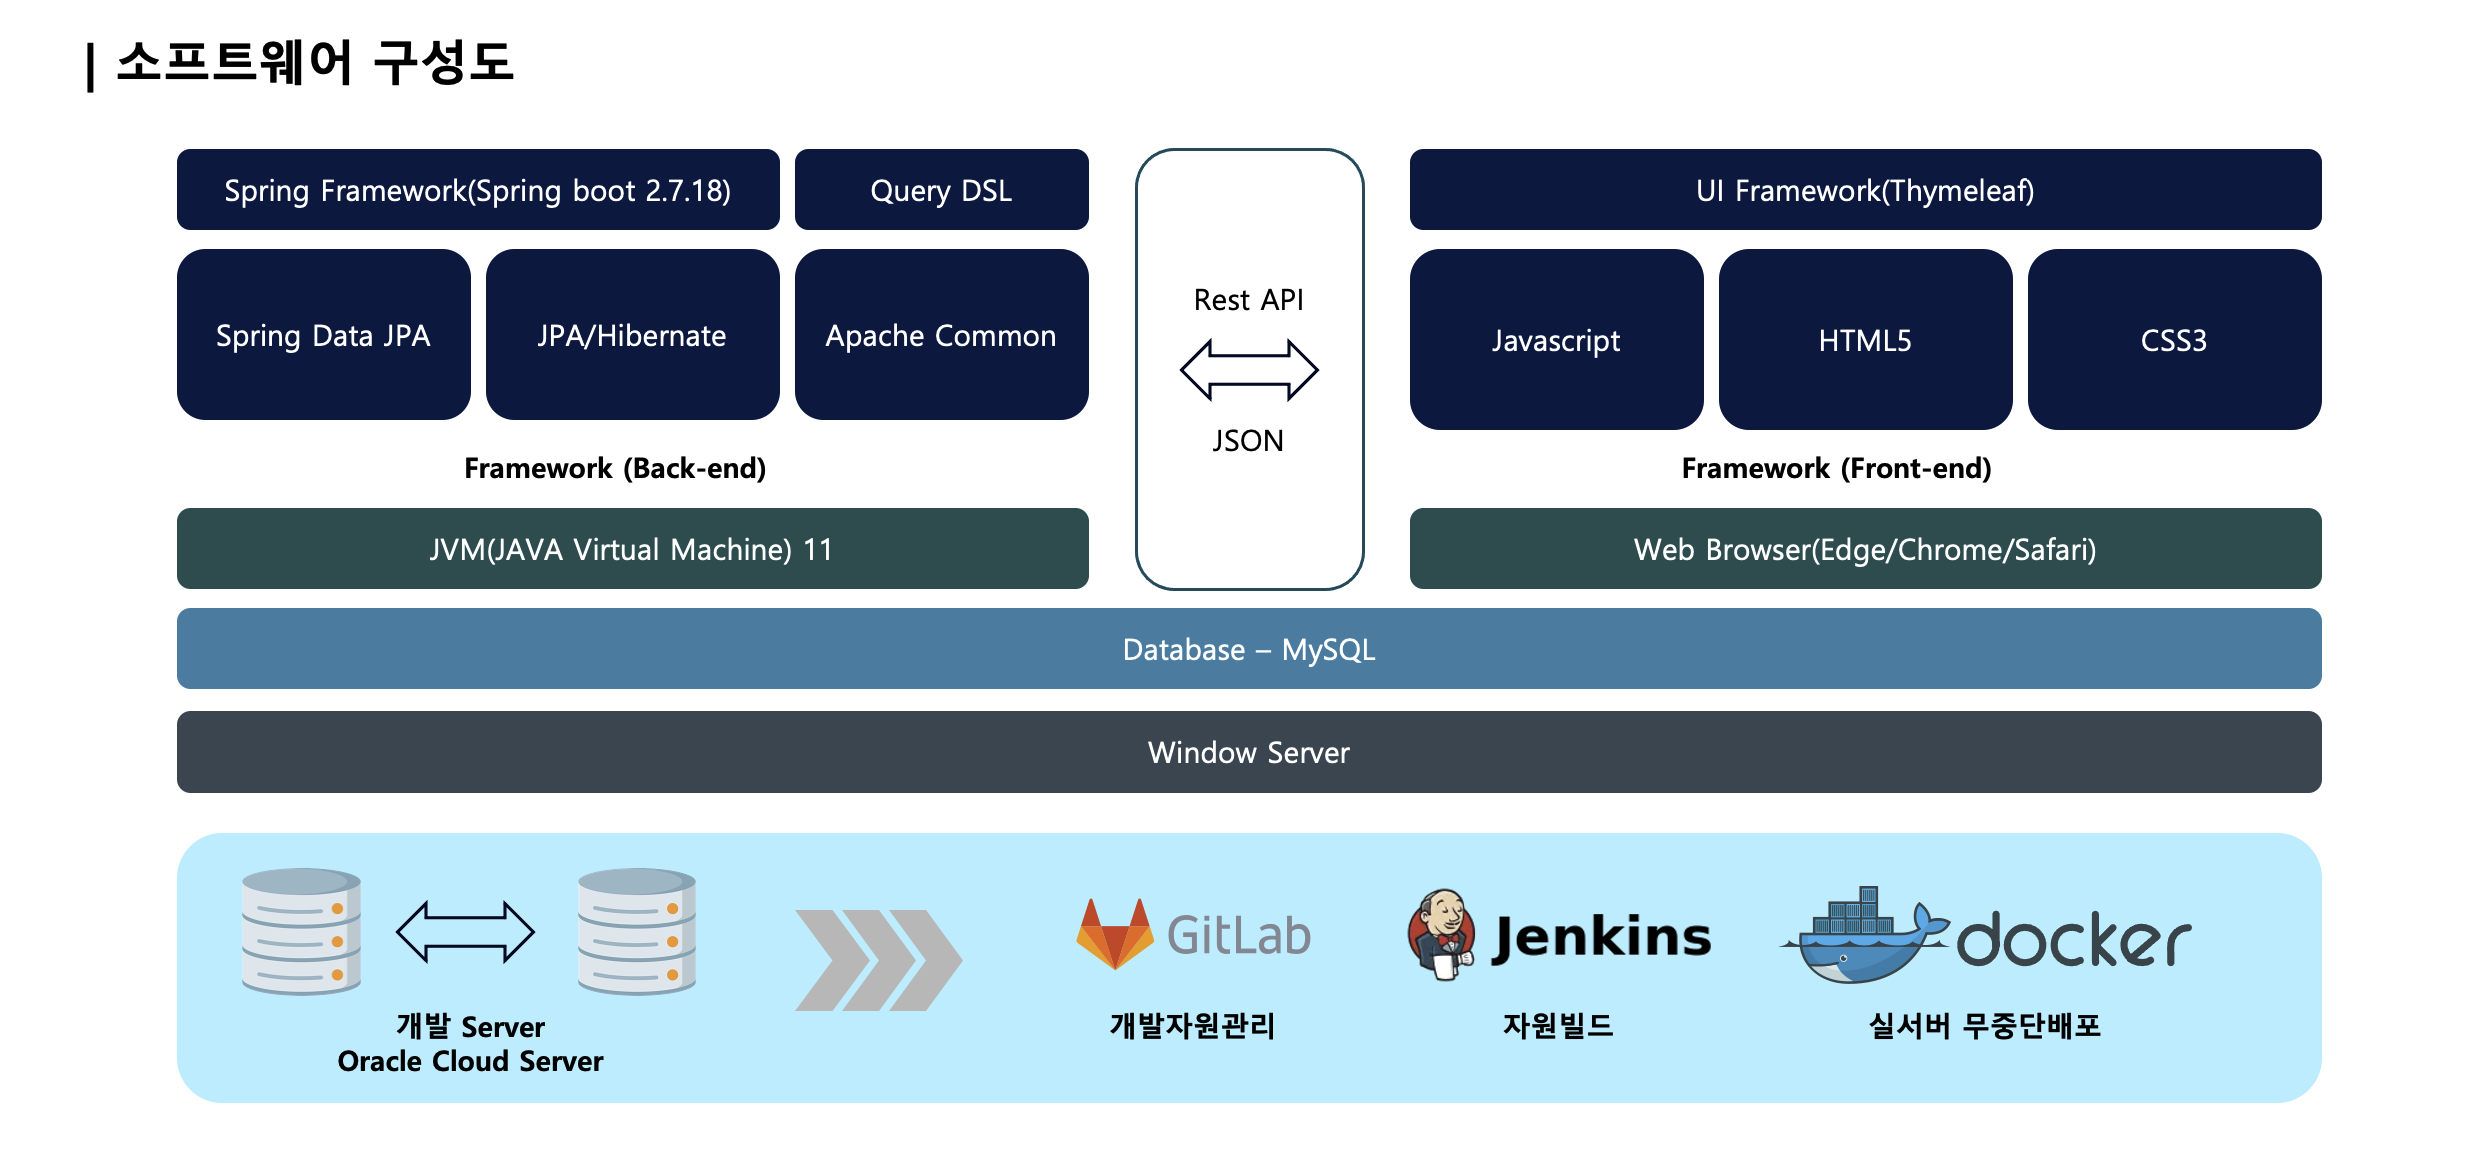 | 소프트웨어 구성도
Spring Framework(Spring boot 2.7.18)
Query DSL
Spring Data JPA
JPA/Hibernate
Apache Common
Framework (Back-end)
JVM(JAVA Virtual Machine) 11
Rest API
JSON
UI Framework(Thymeleaf)
Javascript
HTML5
CSS3
Framework (Front-end)
Web Browser(Edge/Chrome/Safari)
Database – MySQL
Window Server
개발 Server
Oracle Cloud Server
GitLab
개발자원관리
Jenkins
자원빌드
docker
실서버 무중단배포